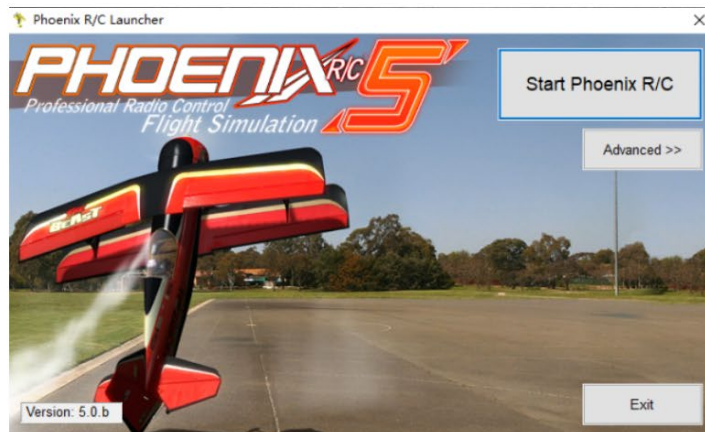 Phoenix R/C Launcher
PHOENIX R/C 5
Professional Radio Control
Flight Simulation
Start Phoenix R/C
Advanced >>
BEAST
Version: 5.0.b
Exit